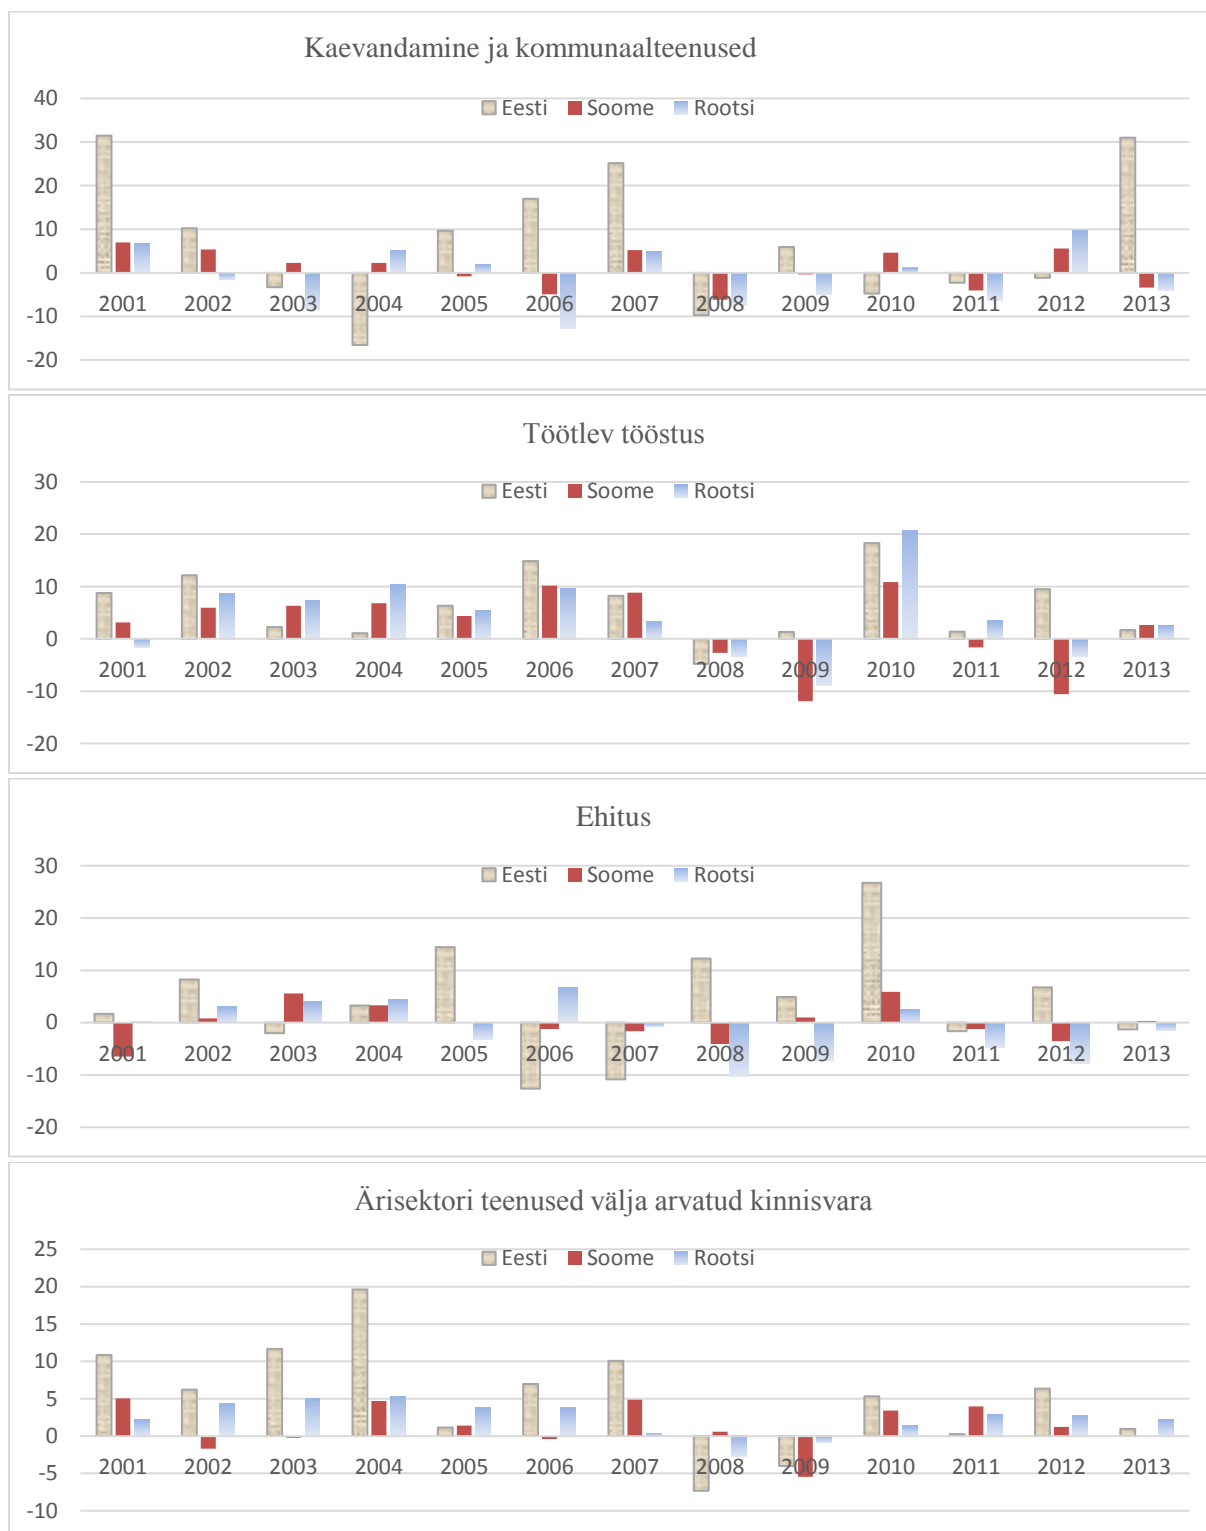 Kaevandamine ja kommunaalteenused
40
Eesti Soome Rootsi
30
20
10
0
2001 2002 2003 2004 2005 2006 2007 2008 2009 2010 2011 2012 2013
-10
-20
Töötlev tööstus
30
Eesti Soome Rootsi
20
10
0
2001 2002 2003 2004 2005 2006 2007 2008 2009 2010 2011 2012 2013
-10
-20
Ehitus
30
Eesti Soome Rootsi
20
10
0
2001 2002 2003 2004 2005 2006 2007 2008 2009 2010 2011 2012 2013
-10
-20
Ärisektori teenused välja arvatud kinnisvara
25
Eesti Soome Rootsi
20
15
10
5
0
2001 2002 2003 2004 2005 2006 2007 2008 2009 2010 2011 2012 2013
-5
-10